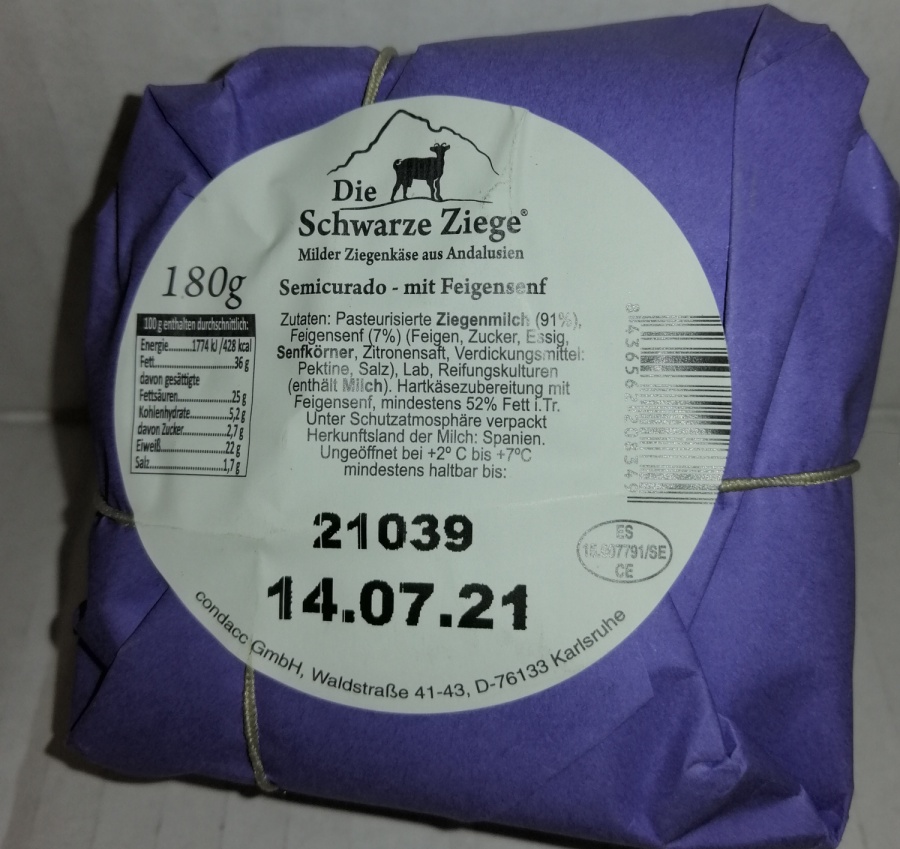 Die
Schwarze Ziege®
Milder Ziegenkäse aus Andalusien
180g
Semicurado - mit Feigensenf
100 g enthalten durchschnittlich:
Energie........1774 kJ /428 kcal
Fett........36 g
davon gesättigte
Fettsäuren........25 g
Kohlenhydrate........5,2 g
davon Zucker........2,7 g
Eiweiß........22 g
Salz........1,7 g
Zutaten: Pasteurisierte Ziegenmilch (91%),
Feigensenf (7%) (Feigen, Zucker, Essig,
Senfkörner, Zitronensaft, Verdickungsmittel:
Pektine, Salz), Lab, Reifungskulturen
(enthält Milch). Hartkäsezubereitung mit
Feigensenf, mindestens 52% Fett i.Tr.
Unter Schutzatmosphäre verpackt
Herkunftsland der Milch: Spanien.
Ungeöffnet bei +2° C bis +7°C
mindestens haltbar bis:
21039
14.07.21
ES
CE
condacc GmbH, Waldstraße 41-43, D-76133 Karlsruhe